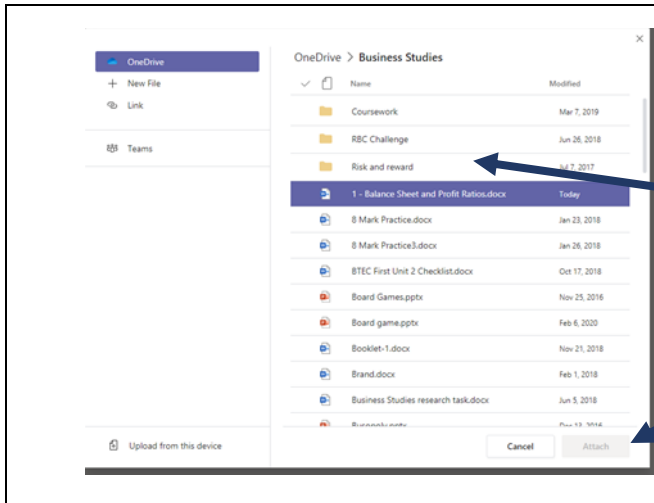 OneDrive
New File
Link
Teams
Upload from this device
OneDrive > Business Studies
Name Modified
Coursework Mar 7, 2019
RBC Challenge Jun 26, 2018
Risk and reward Jul 7, 2017
1 - Balance Sheet and Profit Ratios.docx Today
8 Mark Practice.docx Jan 23, 2018
8 Mark Practice3.docx Jan 26, 2018
BTEC First Unit 2 Checklist.docx Oct 17, 2018
Board Games.pptx Nov 25, 2016
Board game.pptx Feb 6, 2020
Booklet-1.docx Nov 21, 2018
Brand.docx Feb 1, 2018
Business Studies research task.docx Jun 5, 2018
Cancel Attach